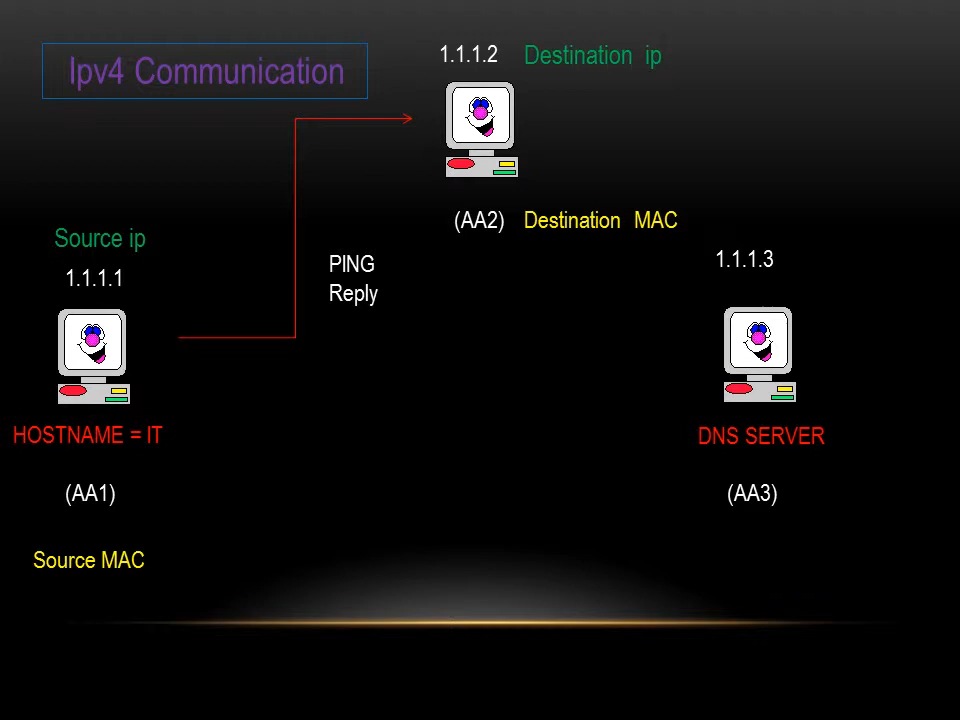 Ipv4 Communication
1.1.1.2 Destination ip
(AA2) Destination MAC
Source ip
1.1.1.1
PING
Reply
1.1.1.3
HOSTNAME = IT
DNS SERVER
(AA1)
(AA3)
Source MAC